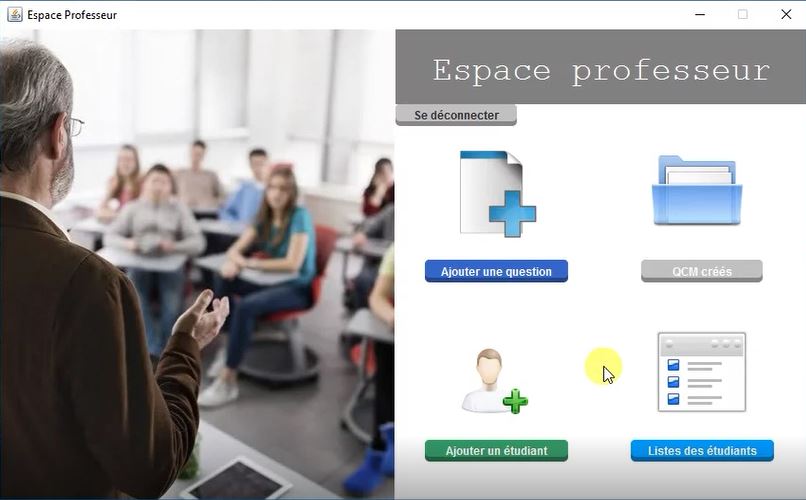 Espace Professeur
Espace professeur
Se déconnecter
Ajouter une question
QCM créés
Ajouter un étudiant
Listes des étudiants